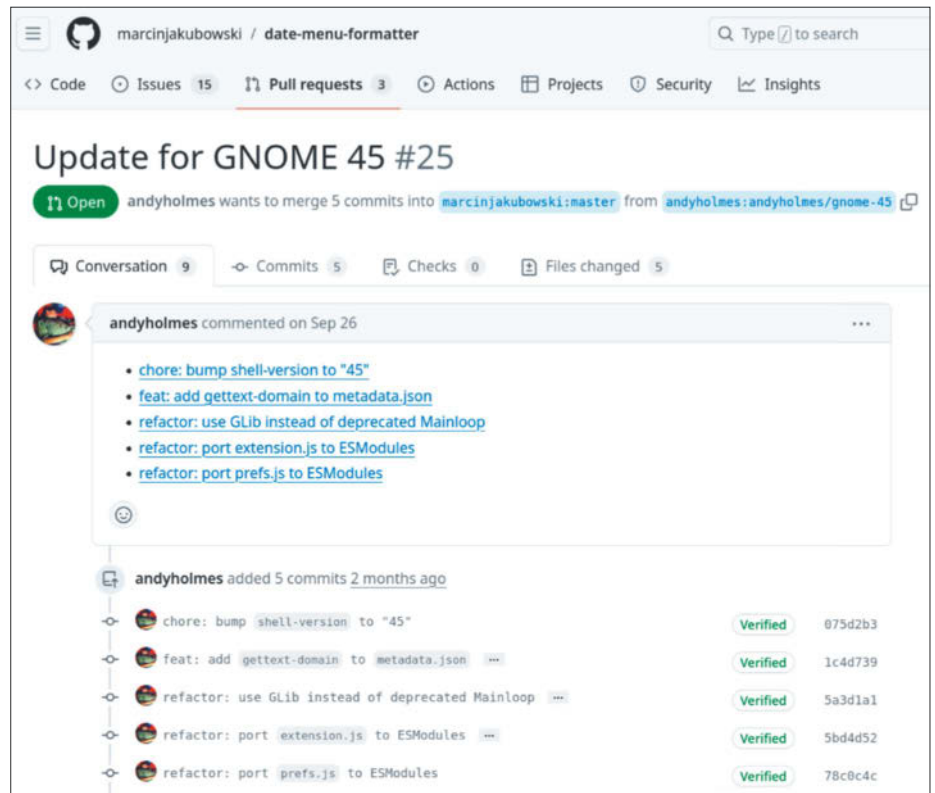 marcinjakubowski / date-menu-formatter
Type / to search
<> Code Issues 15 Pull requests 3 Actions Projects Security Insights
Update for GNOME 45 #25
Open andyholmes wants to merge 5 commits into marcinjakubowski:master from andyholmes:andyholmes/gnome-45
Conversation 9 Commits 5 Checks 0 Files changed 5
andyholmes commented on Sep 26 ...
• chore: bump shell-version to "45"
• feat: add gettext-domain to metadata.json
• refactor: use GLib instead of deprecated Mainloop
• refactor: port extension.js to ESModules
• refactor: port prefs.js to ESModules
andyholmes added 5 commits 2 months ago
chore: bump shell-version to "45" Verified 075d2b3
feat: add gettext-domain to metadata.json ... Verified 1c4d739
refactor: use GLib instead of deprecated Mainloop ... Verified 5a3d1a1
refactor: port extension.js to ESModules ... Verified 5bd4d52
refactor: port prefs.js to ESModules Verified 78c0c4c